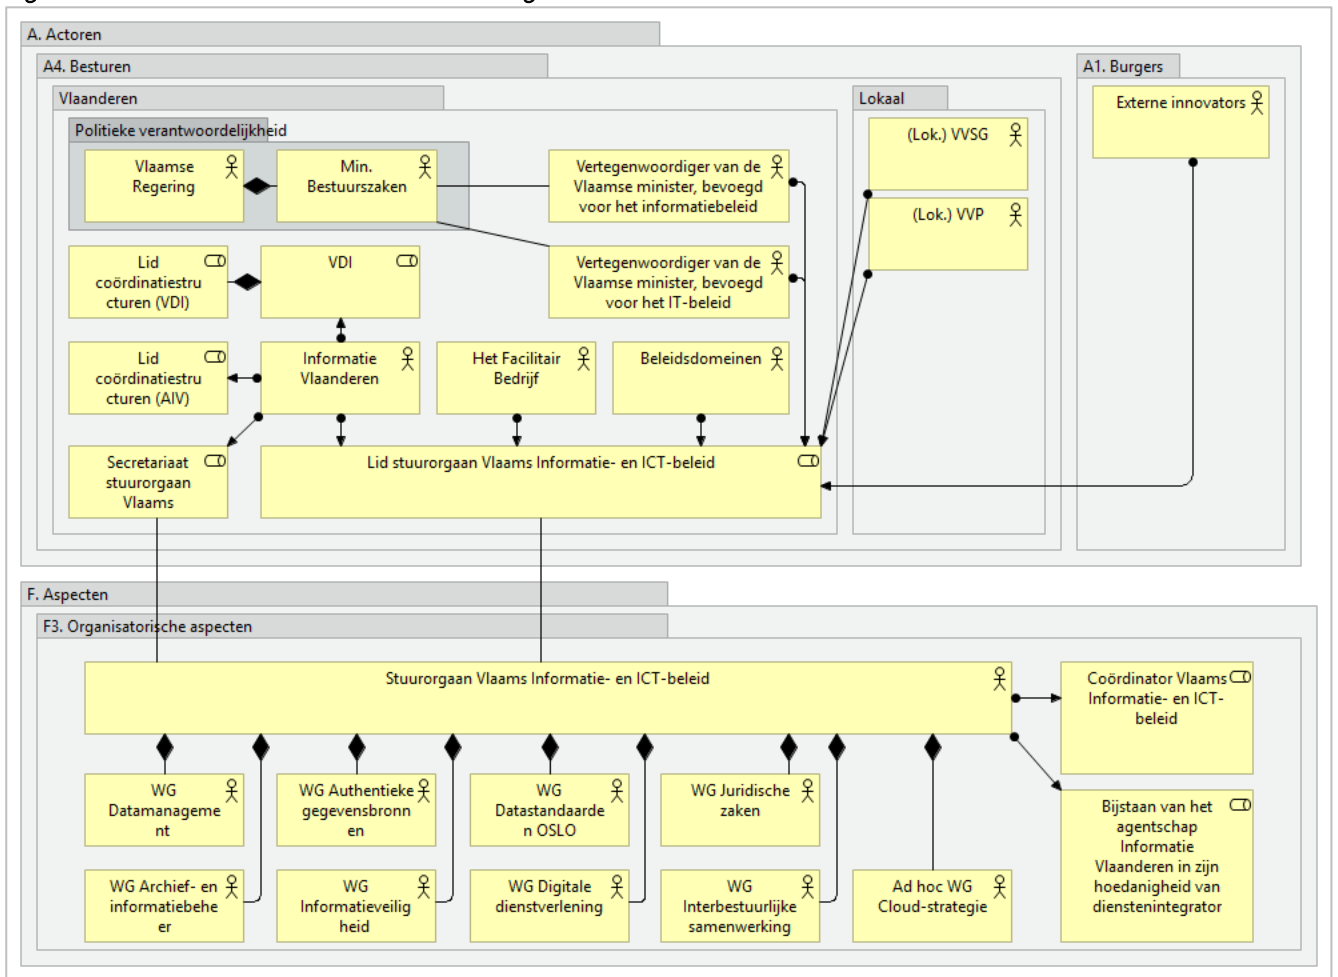 A. Actoren
A4. Besturen
A1. Burgers
Vlaanderen
Lokaal
Externe innovators
Politieke verantwoordelijkheid
(Lok.) VVSG
Vlaamse
Regering
Min.
Bestuurszaken
Vertegenwoordiger van de
Vlaamse minister, bevoegd
voor het informatiebeleid
(Lok.) VVP
Lid
coördinatiestru
cturen (VDI)
VDI
Vertegenwoordiger van de
Vlaamse minister, bevoegd
voor het IT-beleid
Lid
coördinatiestru
cturen (AIV)
Informatie
Vlaanderen
Het Facilitair
Bedrijf
Beleidsdomeinen
Secretariaat
stuurorgaan
Vlaams
Lid stuurorgaan Vlaams Informatie- en ICT-beleid
F. Aspecten
F3. Organisatorische aspecten
Stuurorgaan Vlaams Informatie- en ICT-beleid
Coördinator Vlaams
Informatie- en ICT-
beleid
WG
Datamanageme
nt
WG Authentieke
gegevensbronn
en
WG
Datastandaarde
n OSLO
WG Juridische
zaken
Bijstaan van het
agentschap
Informatie
Vlaanderen in zijn
hoedanigheid van
dienstenintegrator
WG Archief- en
informatiebehe
er
WG
Informatieveilig
heid
WG Digitale
dienstverlening
WG
Interbestuurlijke
samenwerking
Ad hoc WG
Cloud-strategie